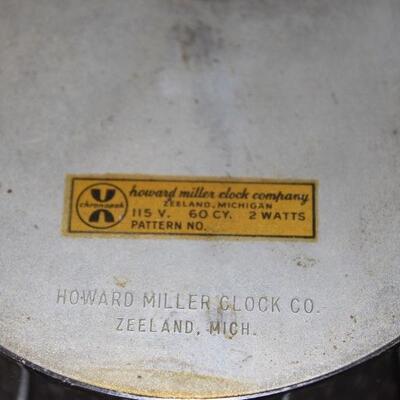 chronopak
howard miller clock company
ZEELAND, MICHIGAN
115 V. 60 CY. 2 WATTS
PATTERN NO.
HOWARD MILLER CLOCK CO.
ZEELAND, MICH.